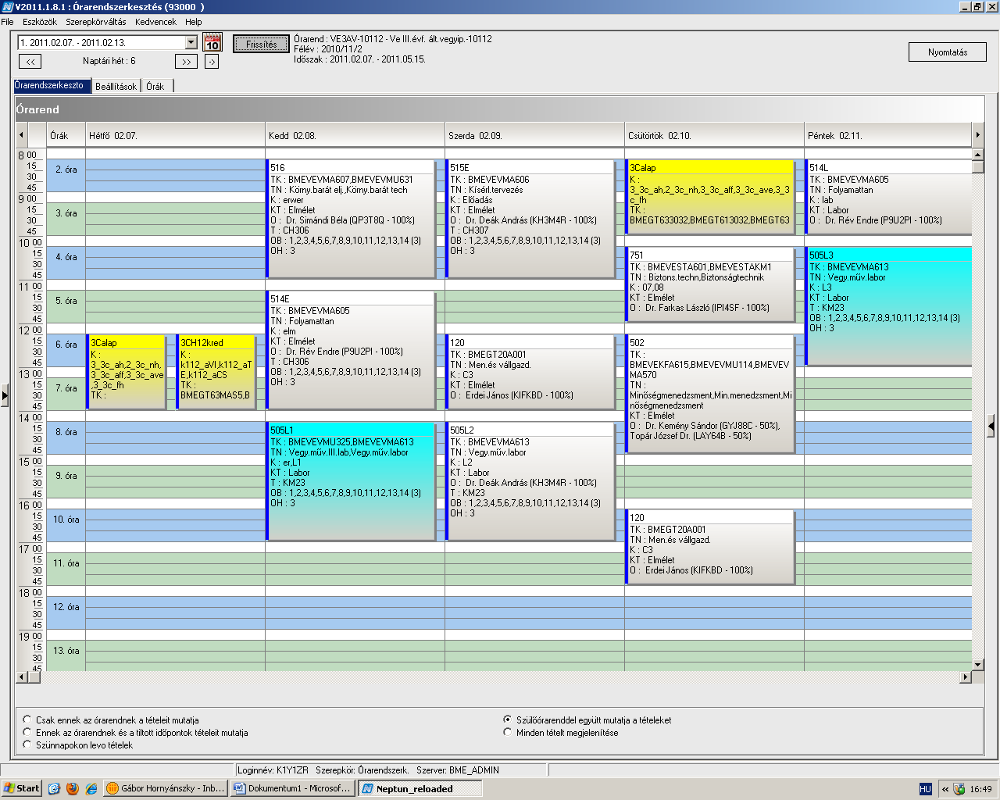 V2011.1.8.1 : Órarendszerkesztés (93000  )
File Eszközök Szerepkörváltás Kedvencek Help
1. 2011.02.07. - 2011.02.13.
10
Frissítés
Órarend : VE3AV-10112 - Ve III.évf. ált.vegyip.-10112
Félév : 2010/11/2
Időszak : 2011.02.07. - 2011.05.15.
Nyomtatás
<< Naptári hét : 6 >> ->
Órarendszerkeszto Beállítások Órák
Órarend
Órák Hétfő 02.07. Kedd 02.08. Szerda 02.09. Csütörtök 02.10. Péntek 02.11.
8 00
15
30
45
9 00
15
30
45
10 00
15
30
45
11 00
15
30
45
12 00
15
30
45
13 00
15
30
45
14 00
15
30
45
15 00
15
30
45
16 00
15
30
45
17 00
15
30
45
18 00
15
30
45
19 00
15
30
45
2. óra
3. óra
4. óra
5. óra
6. óra
7. óra
8. óra
9. óra
10. óra
11. óra
12. óra
13. óra
3Calap
K :
3_3c_ah,2_3c_nh,
3_3c_aff,3_3c_ave
,3_3c_fh
TK :
3CH12kred
K :
k112_aVI,k112_aT
E,k112_aCS
TK :
BMEGT63MAS5,B
516
TK : BMEVEVMA607,BMEVEVMU631
TN : Körny.barát elj.,Körny.barát tech
K : erwer
KT : Elmélet
O :  Dr. Simándi Béla (QP3T8Q - 100%)
T : CH306
OB : 1,2,3,4,5,6,7,8,9,10,11,12,13,14 (3)
OH : 3
514E
TK : BMEVEVMA605
TN : Folyamattan
K : elm
KT : Elmélet
O :  Dr. Rév Endre (P9U2PI - 100%)
T : CH306
OB : 1,2,3,4,5,6,7,8,9,10,11,12,13,14 (3)
OH : 3
505L1
TK : BMEVEVMU325,BMEVEVMA613
TN : Vegy.műv.III.lab,Vegy.műv.labor
K : er,L1
KT : Labor
T : KM23
OB : 1,2,3,4,5,6,7,8,9,10,11,12,13,14 (3)
OH : 3
515E
TK : BMEVEVMA606
TN : Kísérl.tervezés
K : Előadás
KT : Elmélet
O :  Dr. Deák András (KH3M4R - 100%)
T : CH307
OB : 1,2,3,4,5,6,7,8,9,10,11,12,13,14 (3)
OH : 3
120
TK : BMEGT20A001
TN : Men.és vállgazd.
K : C3
KT : Elmélet
O :  Erdei János (KIFKBD - 100%)
505L2
TK : BMEVEVMA613
TN : Vegy.műv.labor
K : L2
KT : Labor
O :  Dr. Deák András (KH3M4R - 100%)
T : KM23
OB : 1,2,3,4,5,6,7,8,9,10,11,12,13,14 (3)
OH : 3
3Calap
K :
3_3c_ah,2_3c_nh,3_3c_aff,3_3c_ave,3_3
c_fh
TK :
BMEGT633032,BMEGT613032,BMEGT63
751
TK : BMEVESTA601,BMEVESTAKM1
TN : Biztons.techn,Biztonságtechnik
K : 07,08
KT : Elmélet
O :  Dr. Farkas László (IPI4SF - 100%)
502
TK :
BMEVEKFA615,BMEVEVMU114,BMEVEV
MA570
TN :
Minőségmenedzsment,Min.menedzsment,Mi
nőségmenedzsment
KT : Elmélet
O :  Dr. Kemény Sándor (GYJ88C - 50%),
Topár József Dr. (LAY64B - 50%)
120
TK : BMEGT20A001
TN : Men.és vállgazd.
K : C3
KT : Elmélet
O :  Erdei János (KIFKBD - 100%)
514L
TK : BMEVEVMA605
TN : Folyamattan
K : lab
KT : Labor
O :  Dr. Rév Endre (P9U2PI - 100%)
505L3
TK : BMEVEVMA613
TN : Vegy.műv.labor
K : L3
KT : Labor
T : KM23
OB : 1,2,3,4,5,6,7,8,9,10,11,12,13,14 (3)
OH : 3
Csak ennek az órarendnek a tételeit mutatja
Ennek az órarendnek és a tiltott időpontok tételeit mutatja
Szünnapokon levo tételek
Szülőórarenddel együtt mutatja a tételeket
Minden tételt megjelenítése
Loginnév: K1Y1ZR Szerepkör: Órarendszerk. Szerver: BME_ADMIN
Start Gábor Hornyánszky - Inb... Dokumentum1 - Microsof... Neptun_reloaded HU « 16:49